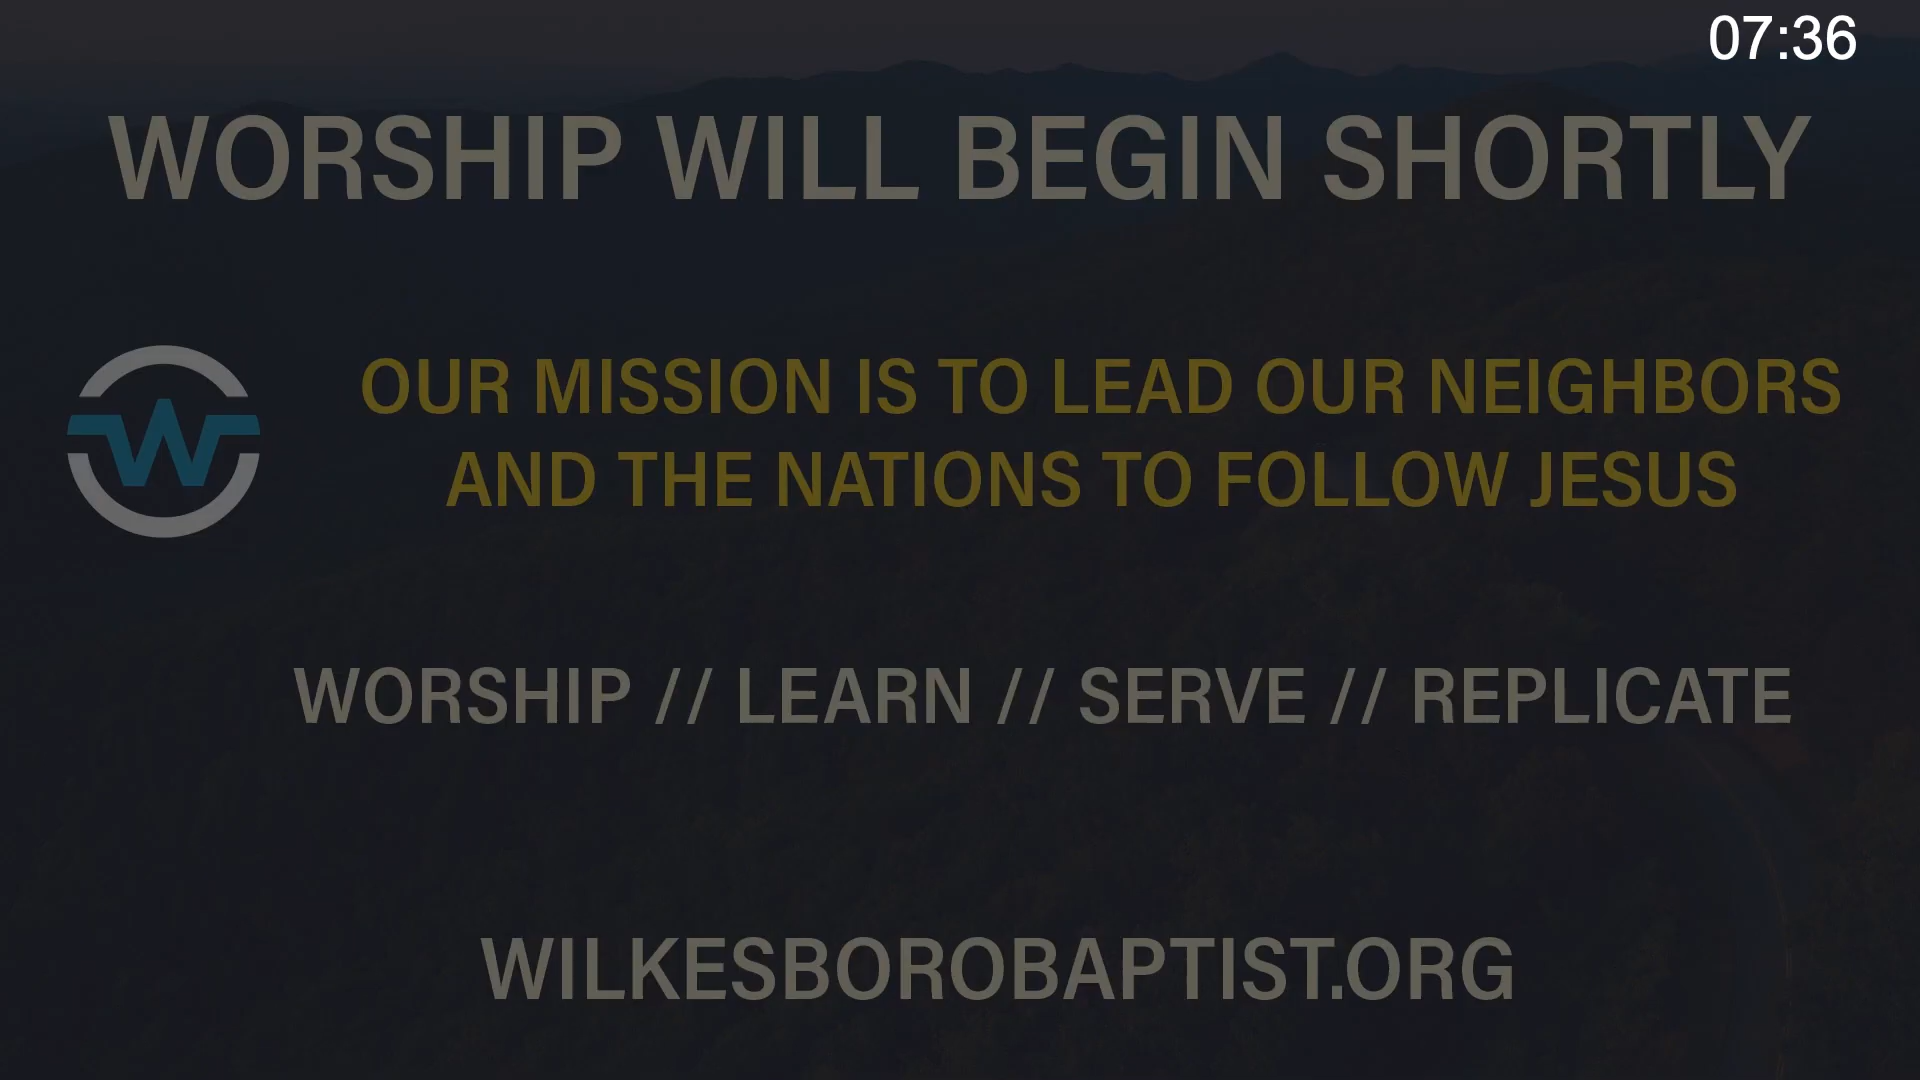 07:36
WORSHIP WILL BEGIN SHORTLY
W
OUR MISSION IS TO LEAD OUR NEIGHBORS
AND THE NATIONS TO FOLLOW JESUS
WORSHIP // LEARN // SERVE // REPLICATE
WILKESBOROBAPTIST.ORG